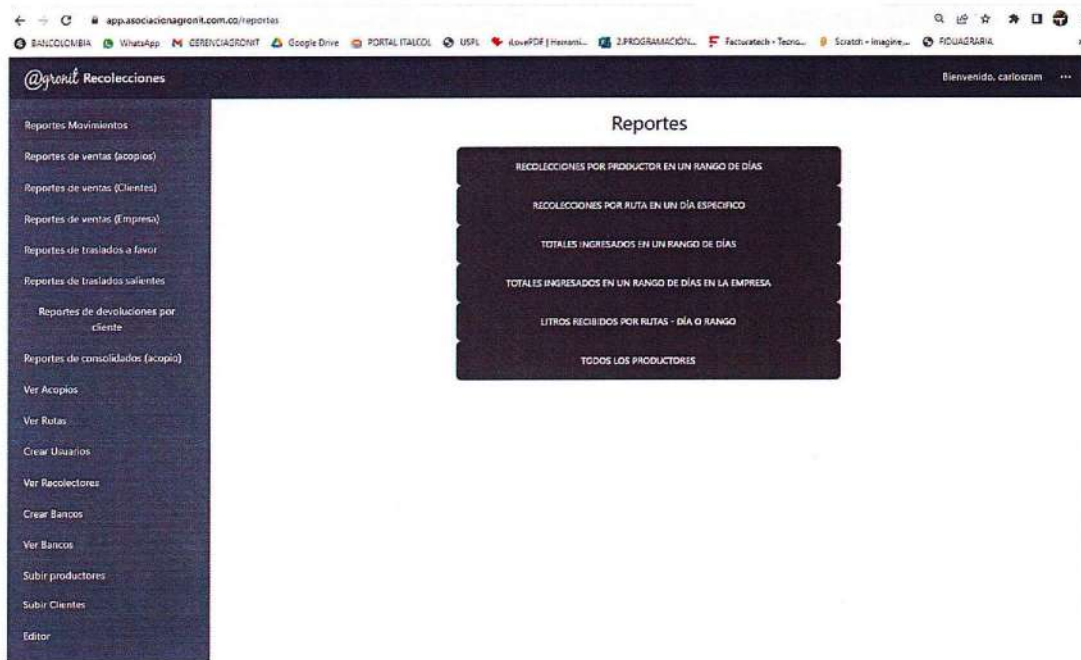 app.asociacionagronit.com.co/reportes
BANCOLOMBIA WhatsApp GERENCIAGRONIT Google Drive PORTAL ITALCOL USPL iLovePDF | Herrami... 2.PROGRAMACIÓN... Facturatech - Tecno... Scratch - Imagine... FIDUAGRARIA
@gronit Recolecciones
Bienvenido, carlosram ...
Reportes Movimientos
Reportes de ventas (acopios)
Reportes de ventas (Clientes)
Reportes de ventas (Empresa)
Reportes de traslados a favor
Reportes de traslados salientes
Reportes de devoluciones por
cliente
Reportes de consolidados (acopio)
Ver Acopios
Ver Rutas
Crear Usuarios
Ver Recolectores
Crear Bancos
Ver Bancos
Subir productores
Subir Clientes
Editor
Reportes
RECOLECCIONES POR PRODUCTOR EN UN RANGO DE DÍAS
RECOLECCIONES POR RUTA EN UN DÍA ESPECIFICO
TOTALES INGRESADOS EN UN RANGO DE DÍAS
TOTALES INGRESADOS EN UN RANGO DE DÍAS EN LA EMPRESA
LITROS RECIBIDOS POR RUTAS - DÍA O RANGO
TODOS LOS PRODUCTORES